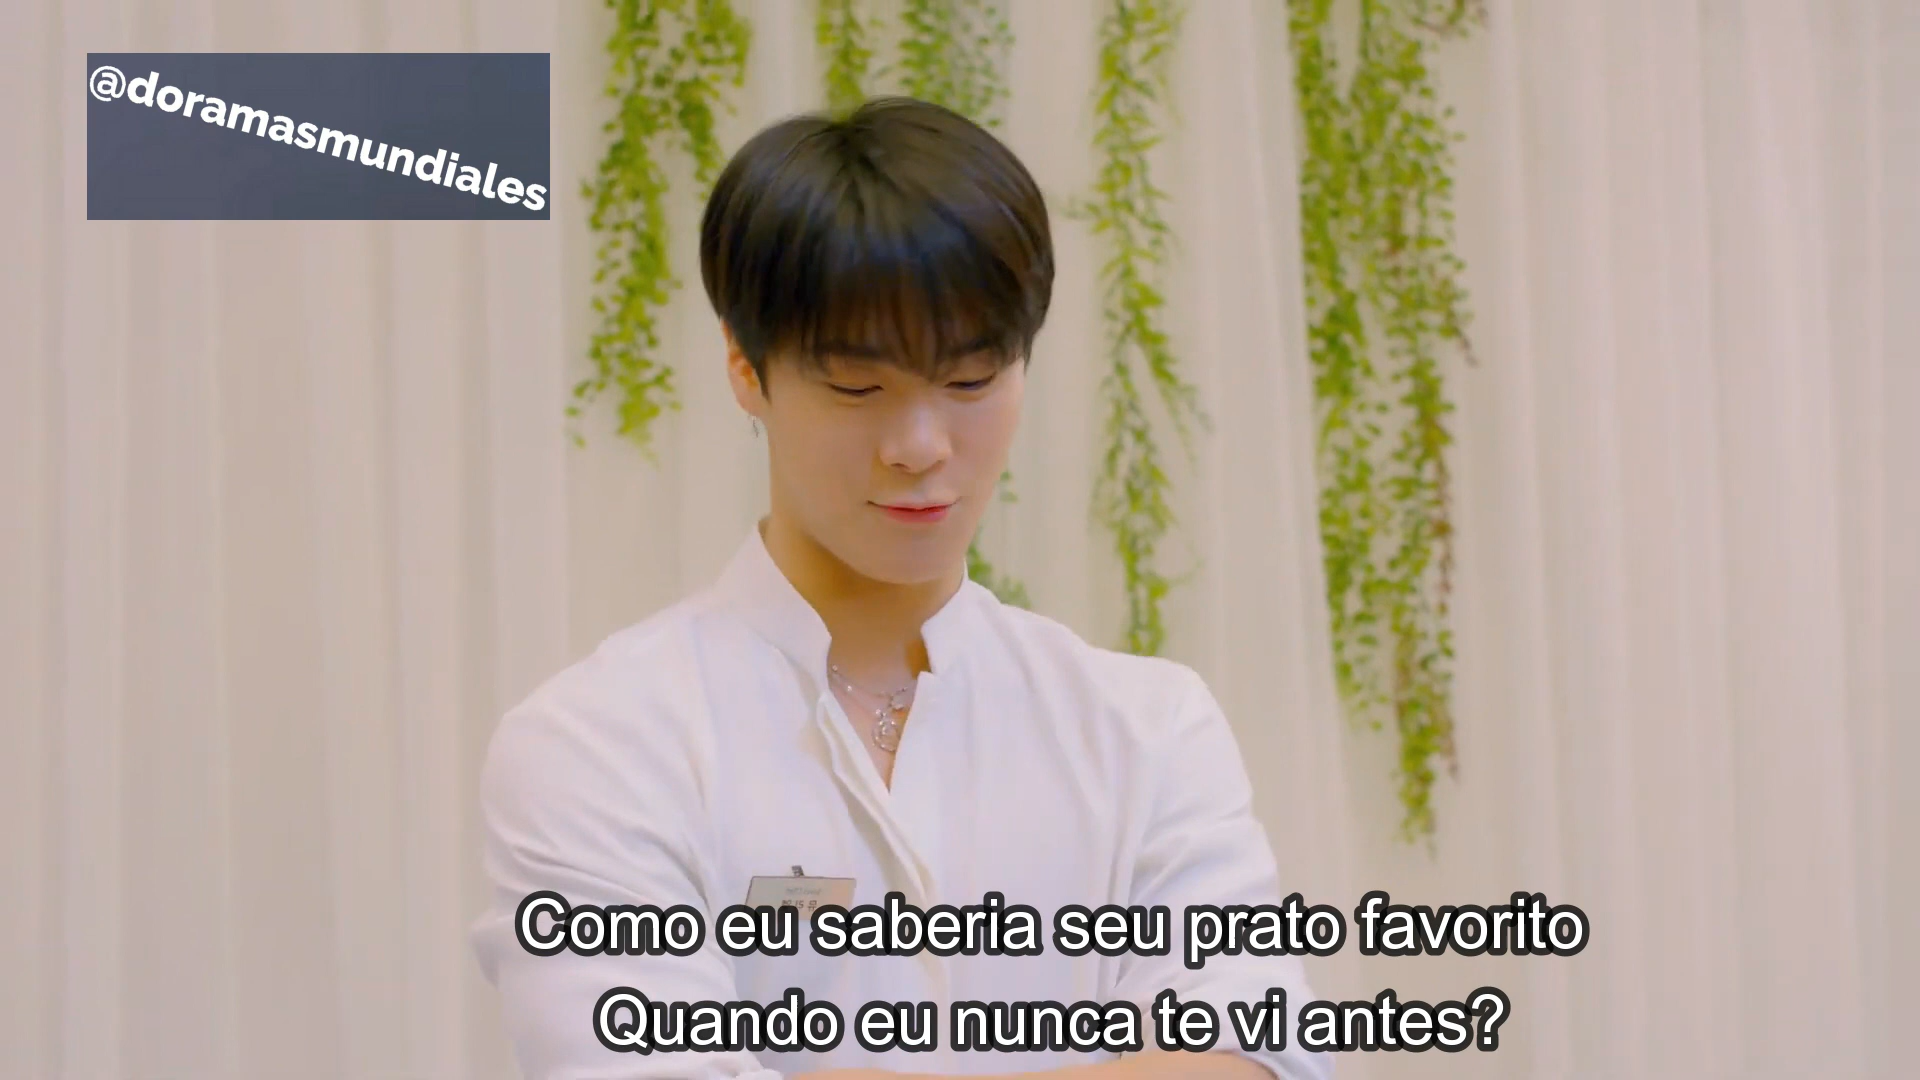 @doramasmundiales
Como eu saberia seu prato favorito
Quando eu nunca te vi antes?